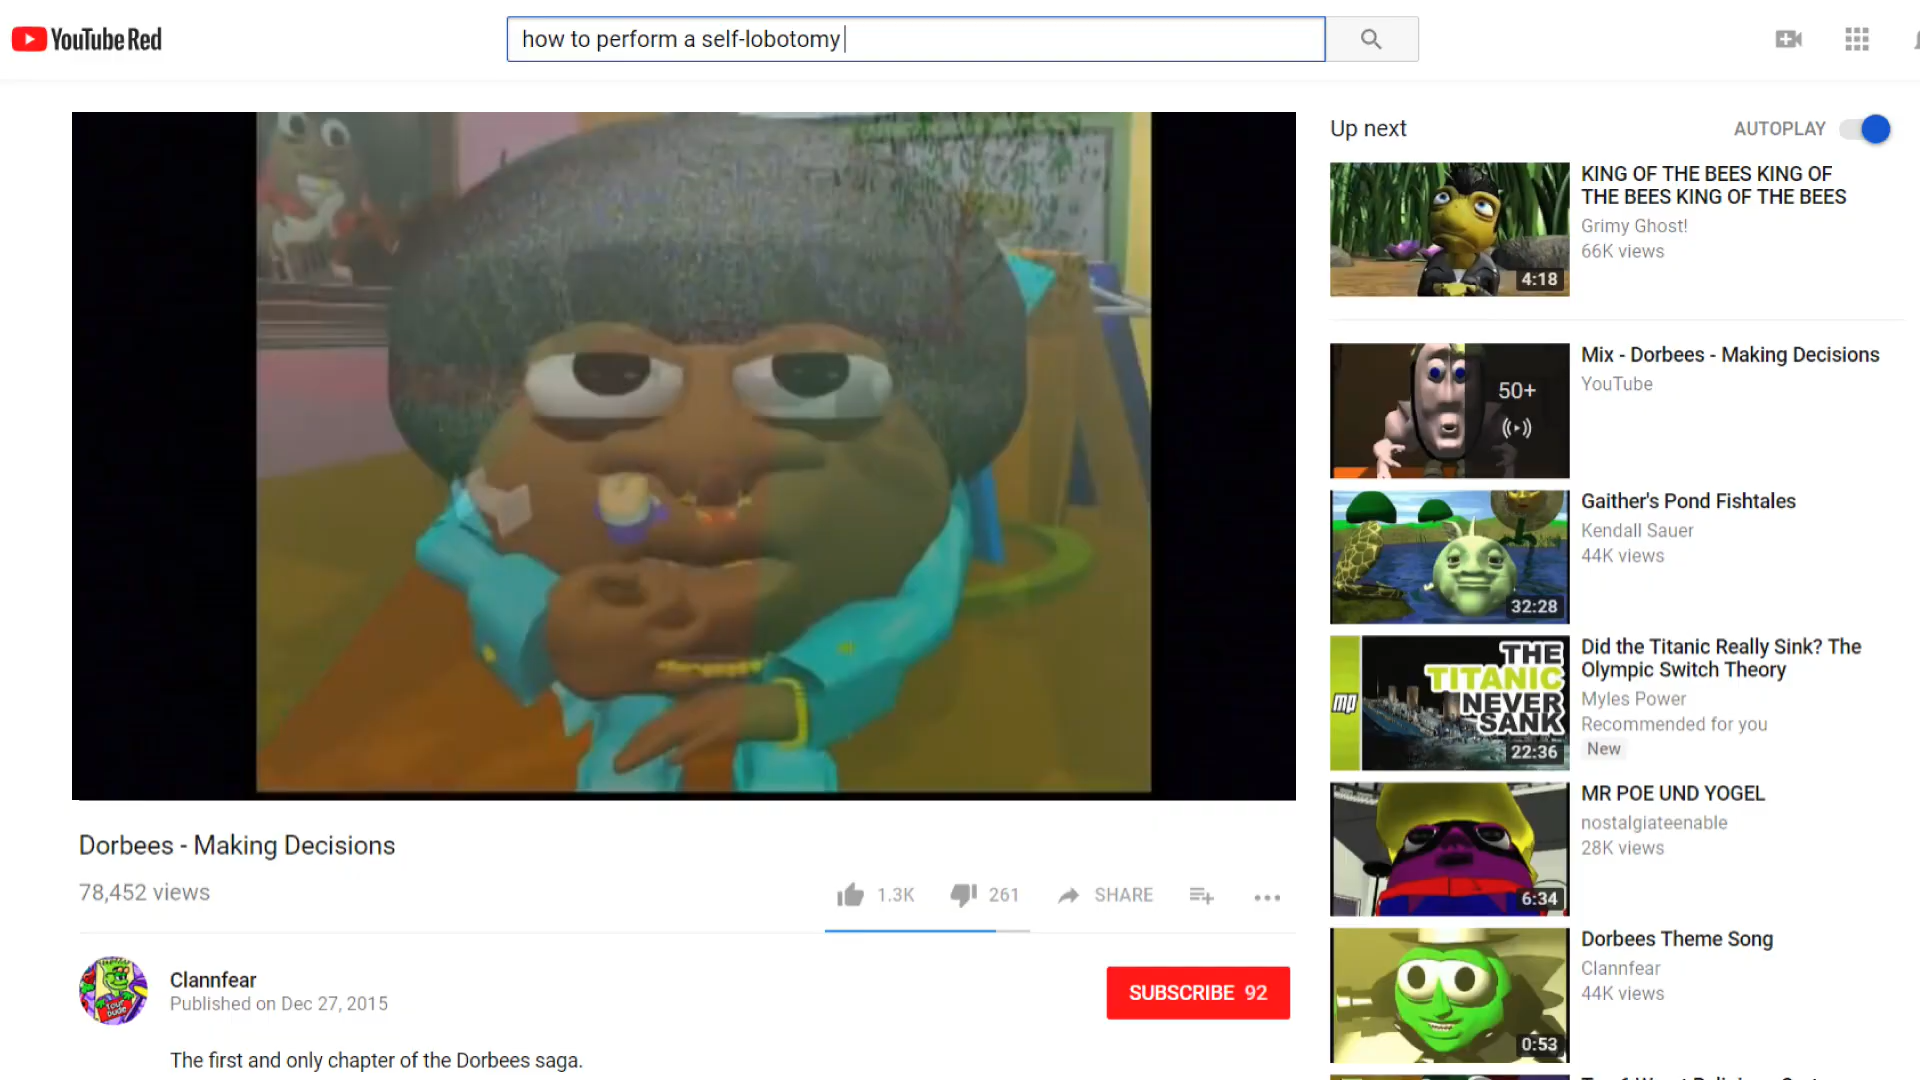 YouTube Red
how to perform a self-lobotomy
Up next
AUTOPLAY
KING OF THE BEES KING OF
THE BEES KING OF THE BEES
Grimy Ghost!
66K views
4:18
Mix - Dorbees - Making Decisions
YouTube
50+
Gaither's Pond Fishtales
Kendall Sauer
44K views
32:28
Did the Titanic Really Sink? The
Olympic Switch Theory
Myles Power
Recommended for you
New
THE
TITANIC
NEVER
SANK
mp
22:36
MR POE UND YOGEL
nostalgiateenable
28K views
6:34
Dorbees Theme Song
Clannfear
44K views
0:53
Dorbees - Making Decisions
78,452 views
1.3K
261
SHARE
Clannfear
Published on Dec 27, 2015
SUBSCRIBE 92
The first and only chapter of the Dorbees saga.